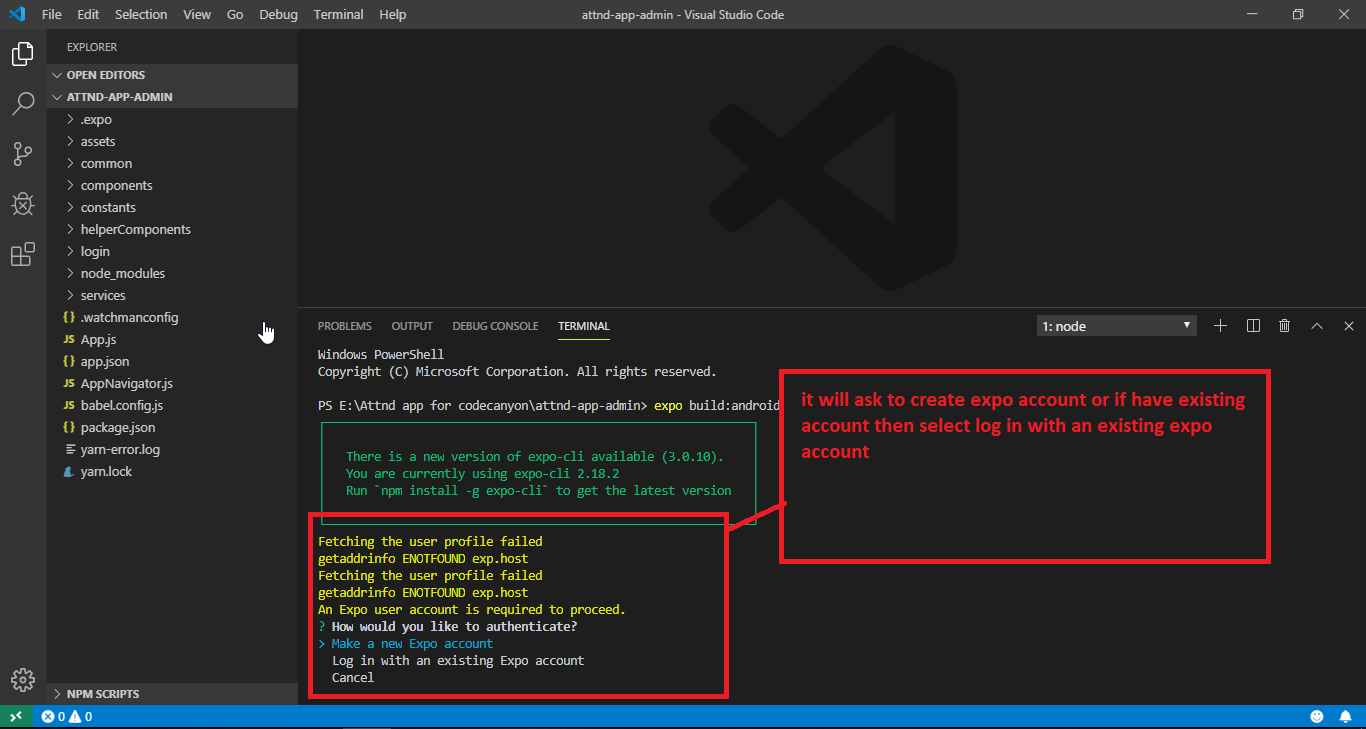 File Edit Selection View Go Debug Terminal Help
attnd-app-admin - Visual Studio Code
EXPLORER
OPEN EDITORS
ATTND-APP-ADMIN
.expo
assets
common
components
constants
helperComponents
login
node_modules
services
{} .watchmanconfig
JS App.js
{} app.json
JS AppNavigator.js
JS babel.config.js
{} package.json
yarn-error.log
yarn.lock
NPM SCRIPTS
PROBLEMS OUTPUT DEBUG CONSOLE TERMINAL
1: node
Windows PowerShell
Copyright (C) Microsoft Corporation. All rights reserved.
PS E:\Attnd app for codecanyon\attnd-app-admin> expo build:android
There is a new version of expo-cli available (3.0.10).
You are currently using expo-cli 2.18.2
Run `npm install -g expo-cli` to get the latest version
Fetching the user profile failed
getaddrinfo ENOTFOUND exp.host
Fetching the user profile failed
getaddrinfo ENOTFOUND exp.host
An Expo user account is required to proceed.
? How would you like to authenticate?
> Make a new Expo account
Log in with an existing Expo account
Cancel
it will ask to create expo account or if have existing
account then select log in with an existing expo
account
0 0